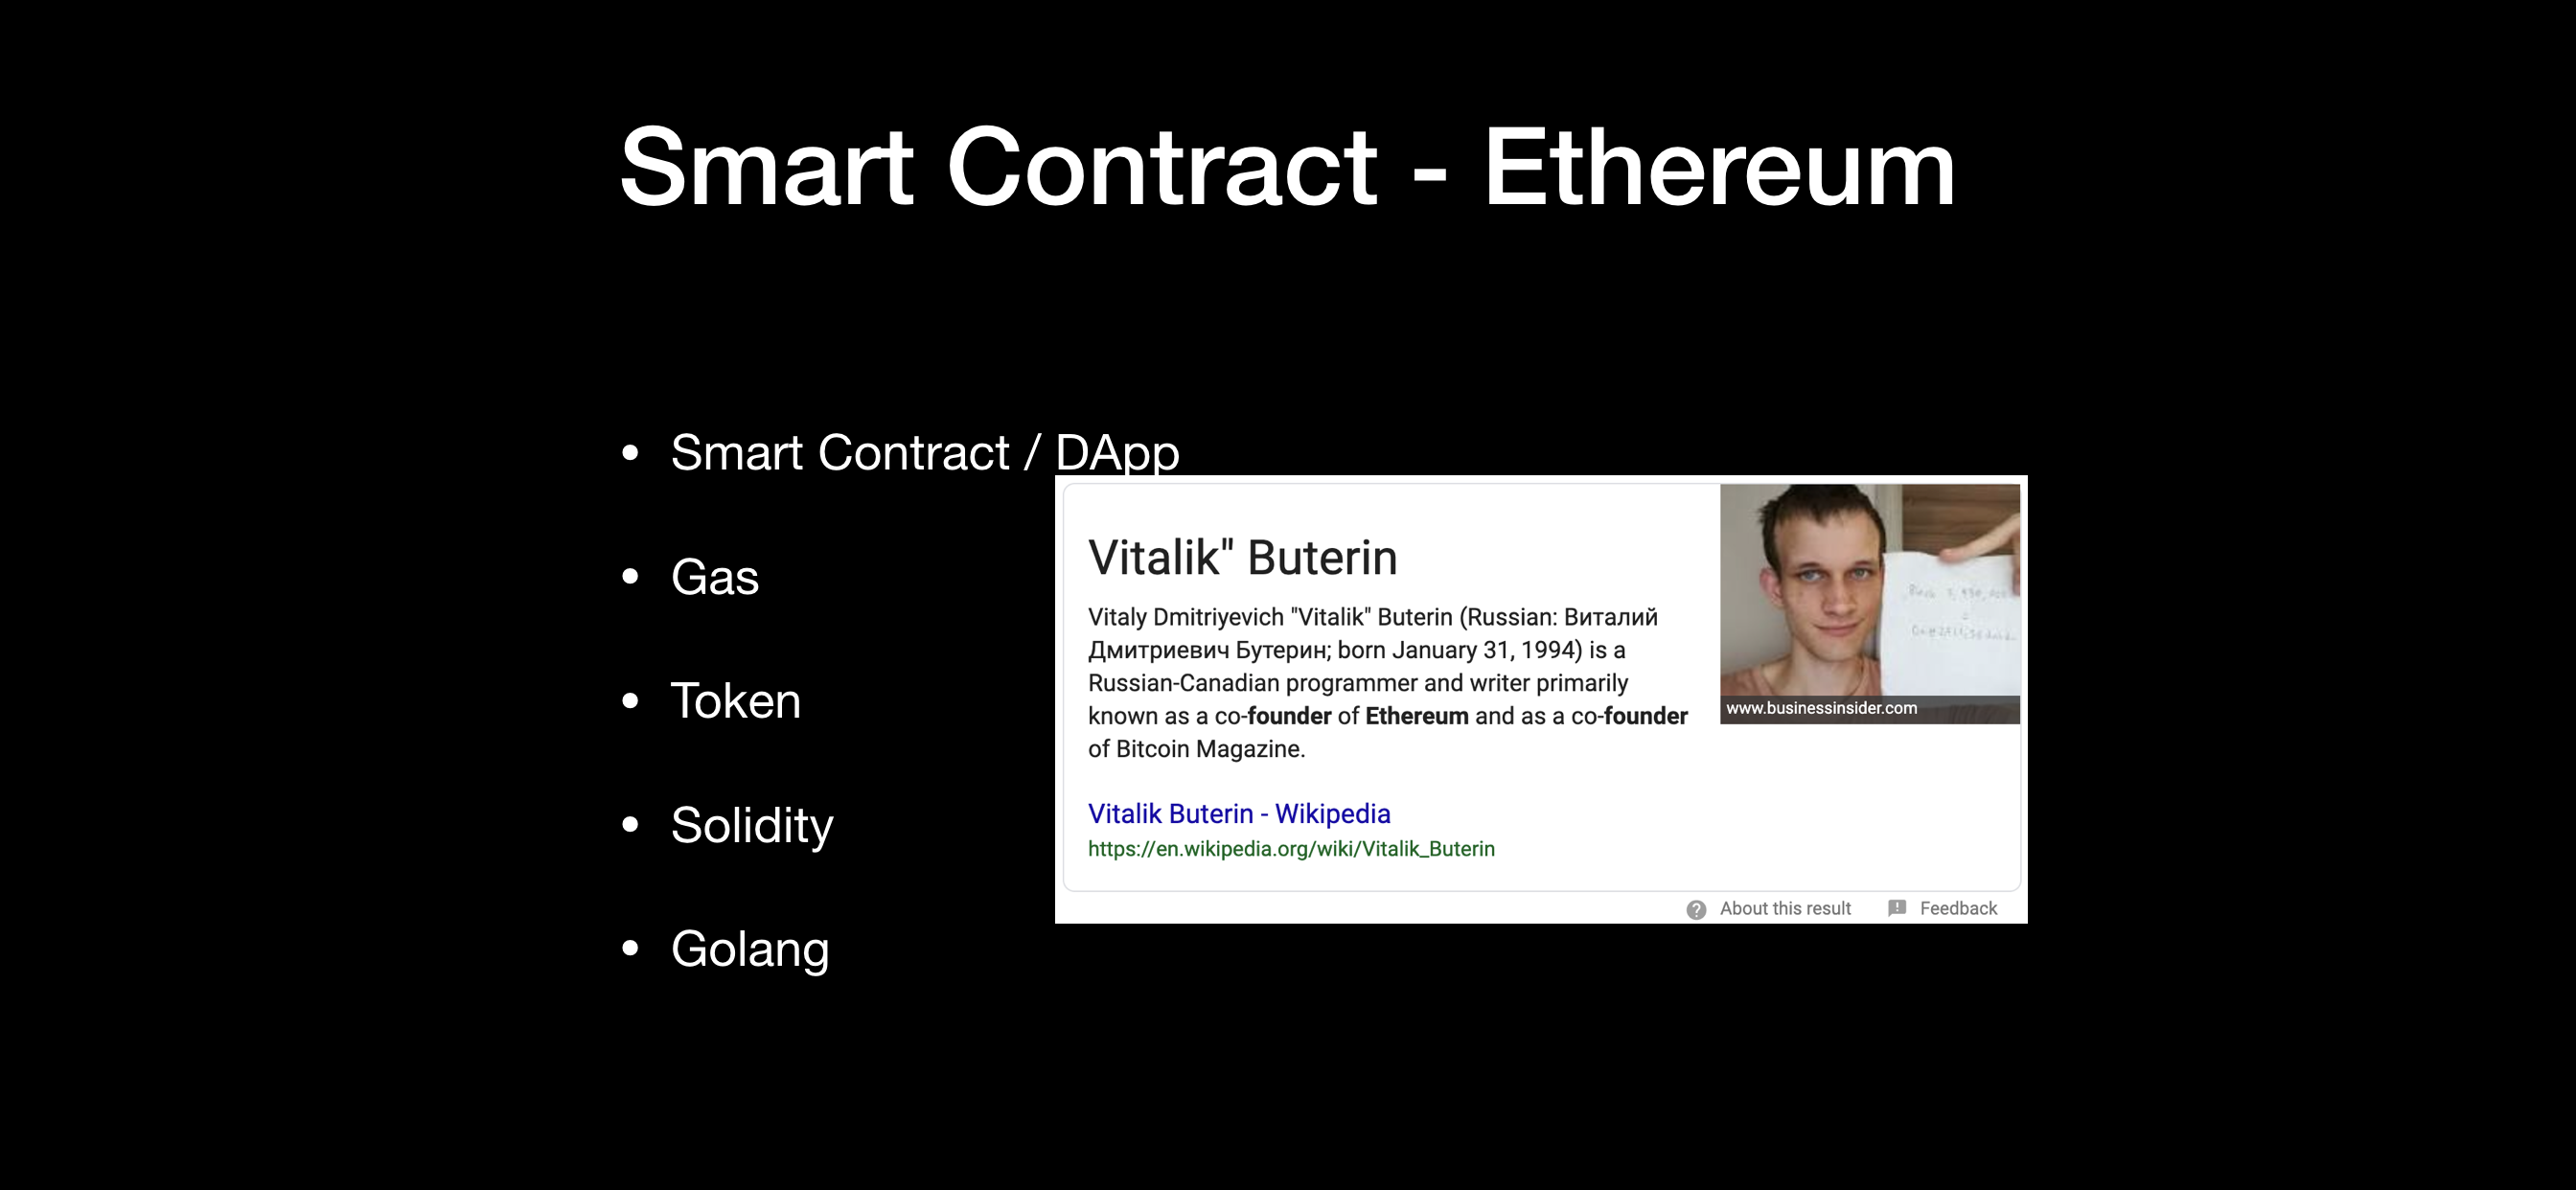 Smart Contract - Ethereum
• Smart Contract / DApp
• Gas
• Token
• Solidity
• Golang
Vitalik" Buterin
Vitaly Dmitriyevich "Vitalik" Buterin (Russian: Виталий
Дмитриевич Бутерин; born January 31, 1994) is a
Russian-Canadian programmer and writer primarily
known as a co-founder of Ethereum and as a co-founder
of Bitcoin Magazine.
Vitalik Buterin - Wikipedia
https://en.wikipedia.org/wiki/Vitalik_Buterin
www.businessinsider.com
About this result
Feedback